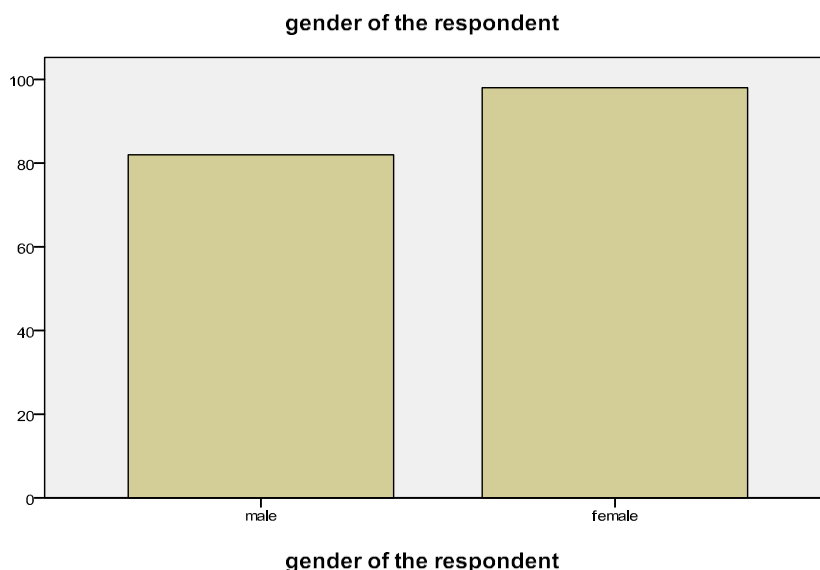 gender of the respondent
100
80
60
40
20
0
male female
gender of the respondent